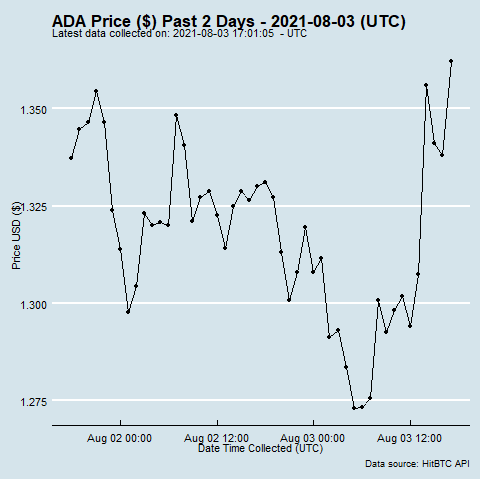 ADA Price ($) Past 2 Days - 2021-08-03 (UTC)
Latest data collected on: 2021-08-03 17:01:05 - UTC
1.350
1.325
1.300
1.275
Price USD ($)
Aug 02 00:00 Aug 02 12:00 Aug 03 00:00 Aug 03 12:00
Date Time Collected (UTC)
Data source: HitBTC API